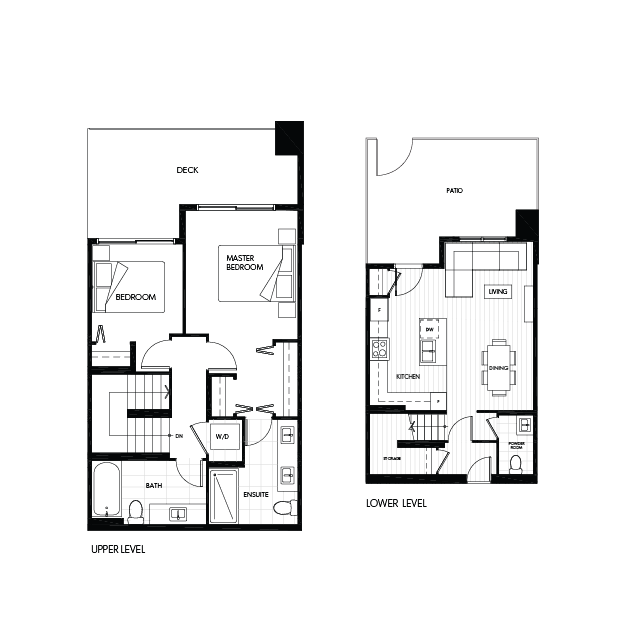 DECK
MASTER
BEDROOM
BEDROOM
DN
W/D
BATH
ENSUITE
UPPER LEVEL
PATIO
LIVING
F
DW
DINING
KITCHEN
P
STORAGE
POWDER
ROOM
LOWER LEVEL